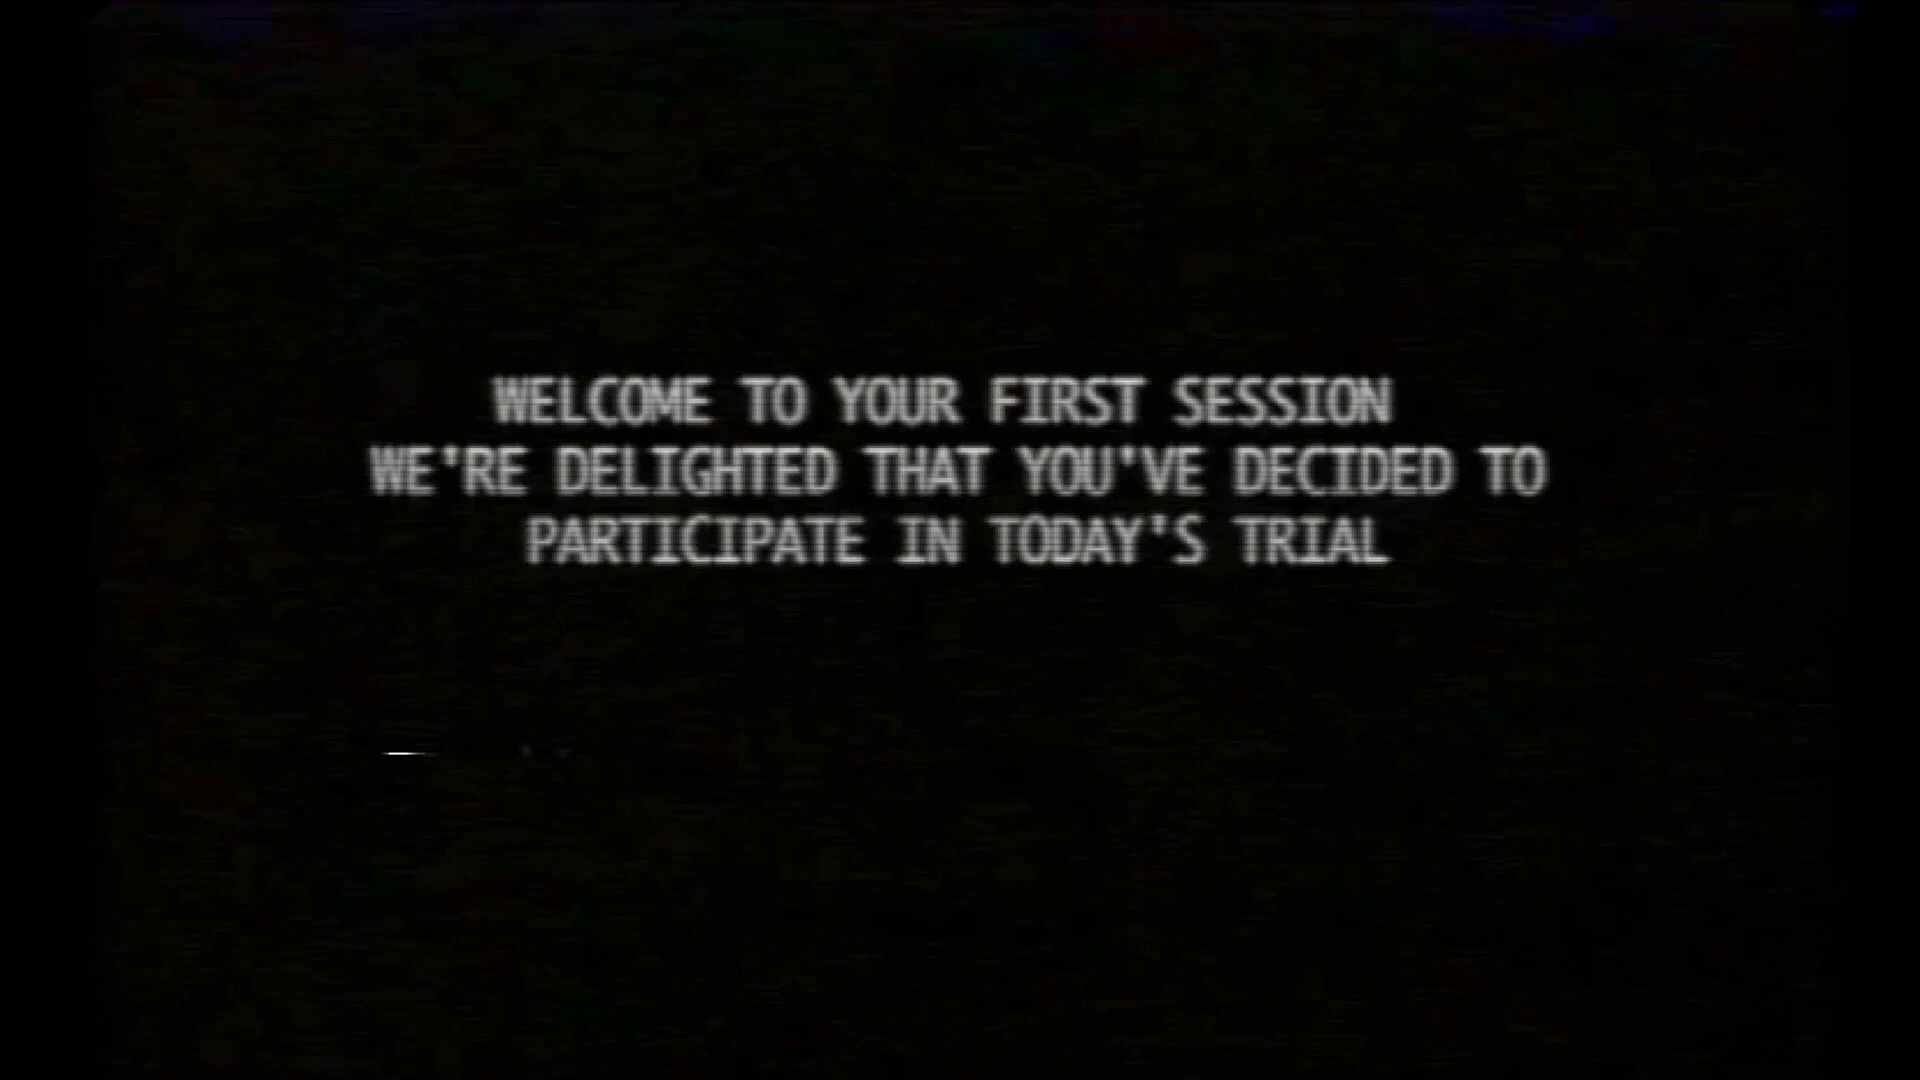 WELCOME TO YOUR FIRST SESSION
WE'RE DELIGHTED THAT YOU'VE DECIDED TO
PARTICIPATE IN TODAY'S TRIAL